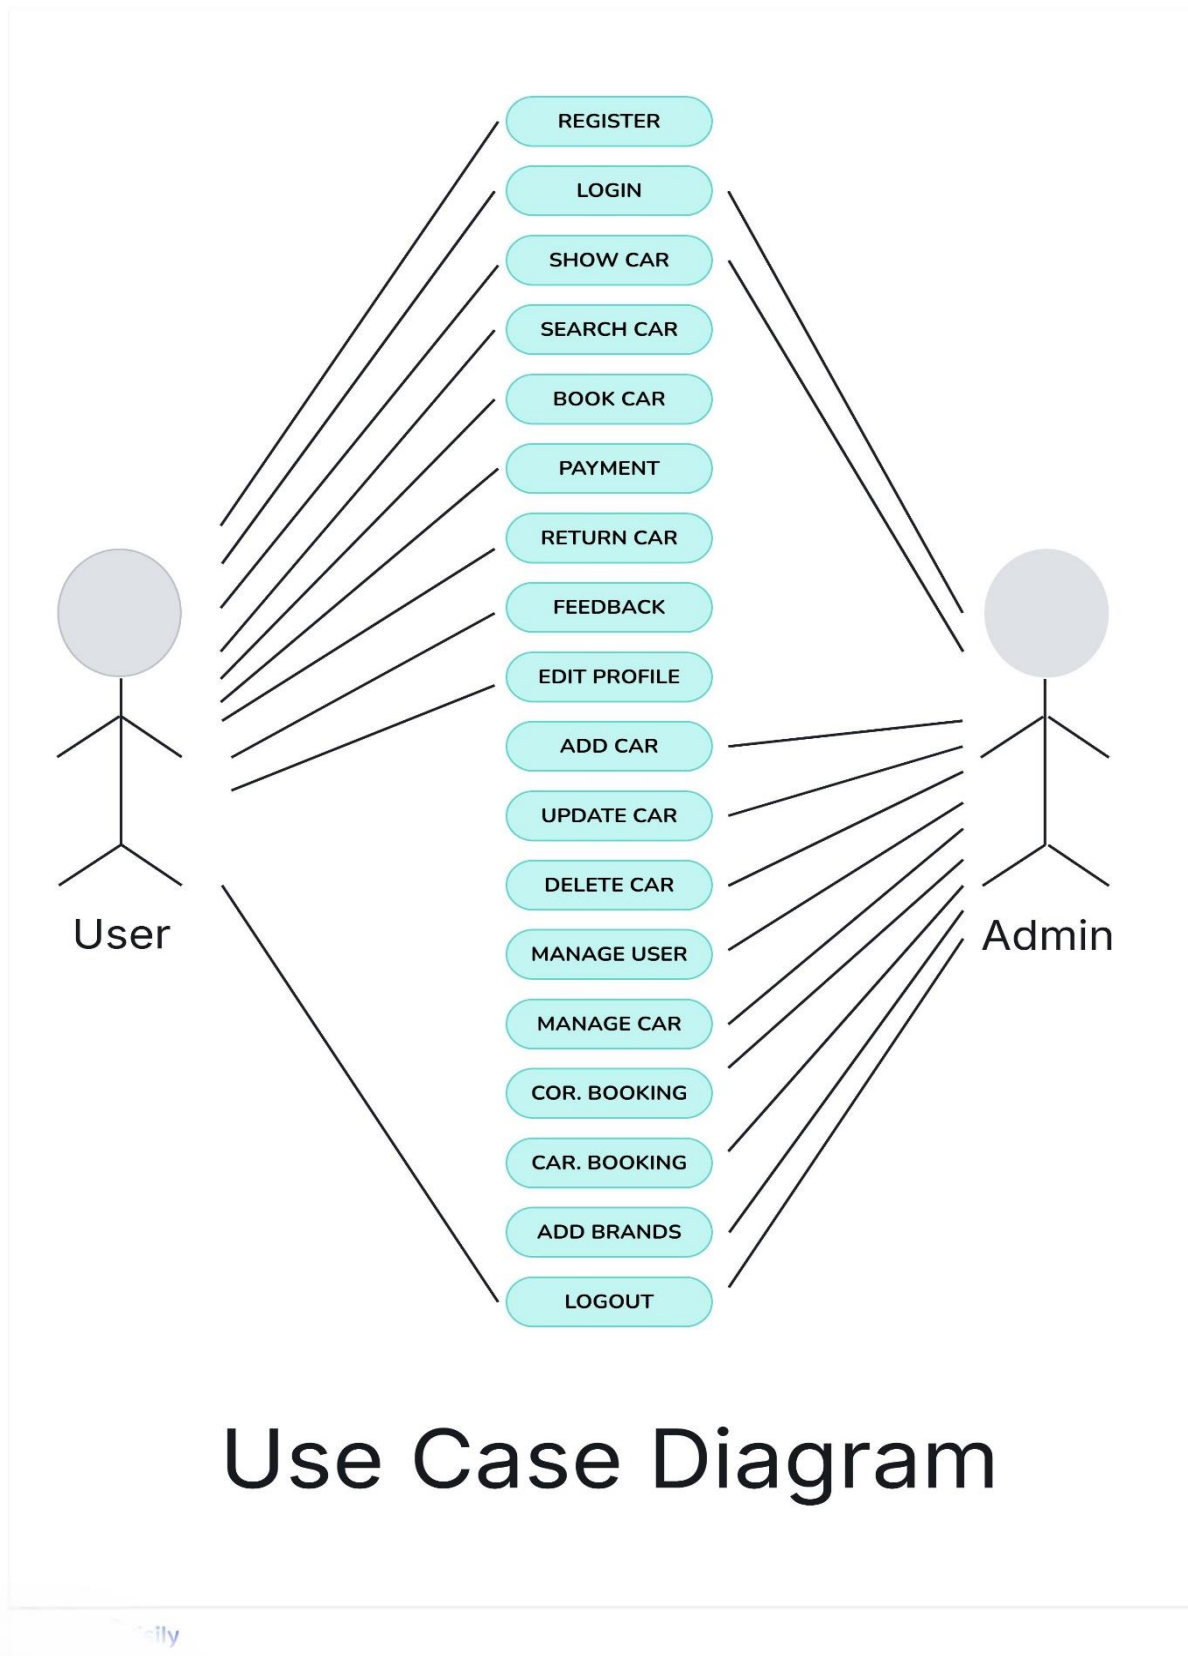 REGISTER
LOGIN
SHOW CAR
SEARCH CAR
BOOK CAR
PAYMENT
RETURN CAR
FEEDBACK
EDIT PROFILE
ADD CAR
UPDATE CAR
DELETE CAR
MANAGE USER
MANAGE CAR
COR. BOOKING
CAR. BOOKING
ADD BRANDS
LOGOUT
User
Admin
Use Case Diagram